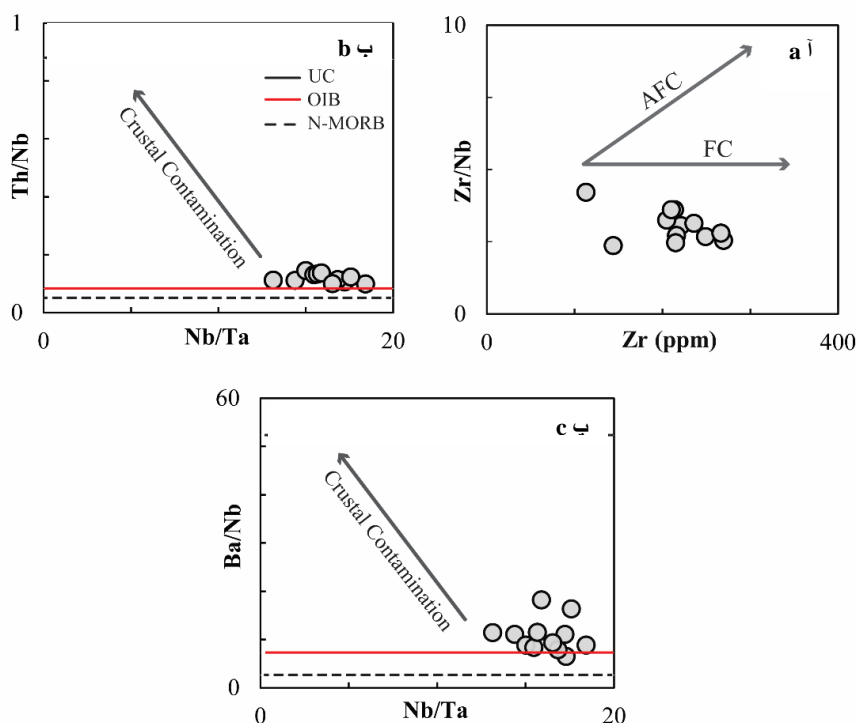 1
b ب
UC
OIB
N-MORB
Crustal Contamination
Th/Nb
0
0
Nb/Ta
20
10
a آ
AFC
FC
Zr/Nb
0
0
Zr (ppm)
400
60
c پ
Crustal Contamination
Ba/Nb
0
0
Nb/Ta
20